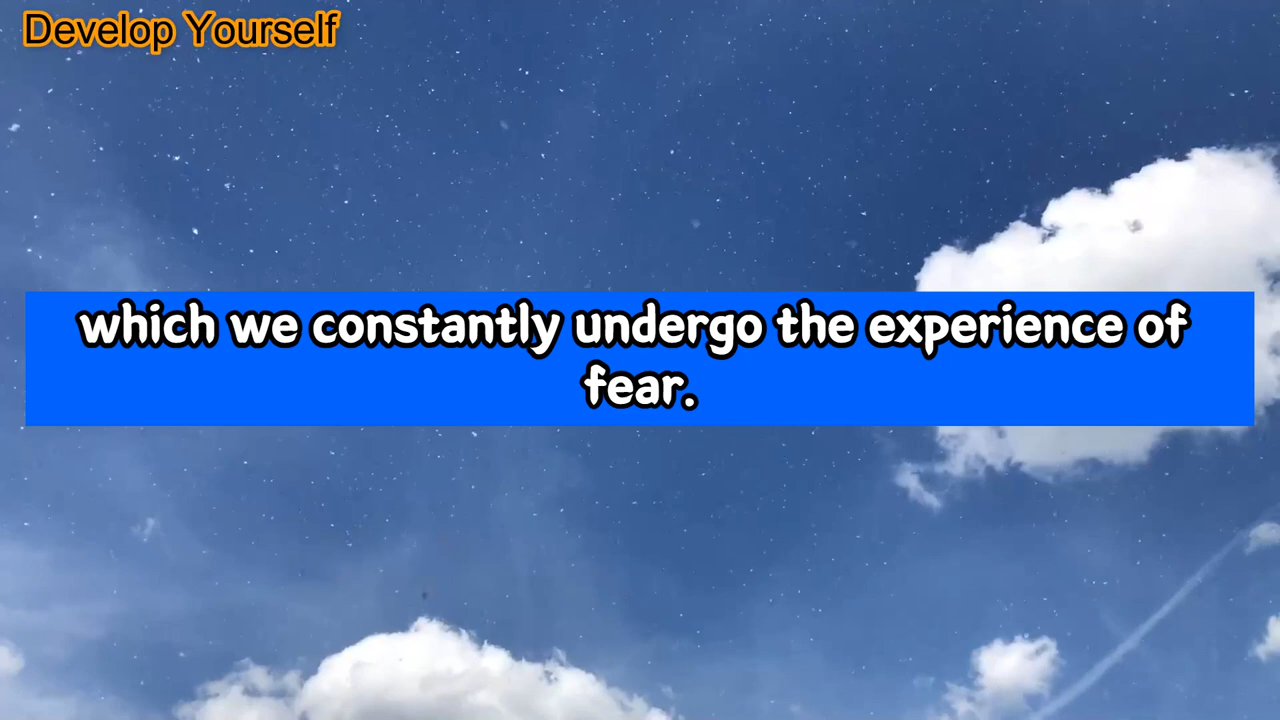 Develop Yourself
which we constantly undergo the experience of
fear.